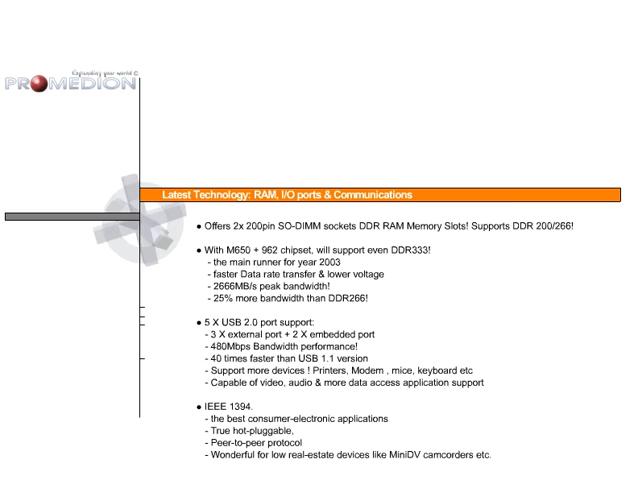 Expanding your world
PROMEDION
Latest Technology: RAM, I/O ports & Communications
● Offers 2x 200pin SO-DIMM sockets DDR RAM Memory Slots! Supports DDR 200/266!
● With M650 + 962 chipset, will support even DDR333!
- the main runner for year 2003
- faster Data rate transfer & lower voltage
- 2666MB/s peak bandwidth!
- 25% more bandwidth than DDR266!
● 5 X USB 2.0 port support:
- 3 X external port + 2 X embedded port
- 480Mbps Bandwidth performance!
- 40 times faster than USB 1.1 version
- Support more devices ! Printers, Modem , mice, keyboard etc
- Capable of video, audio & more data access application support
● IEEE 1394.
- the best consumer-electronic applications
- True hot-pluggable,
- Peer-to-peer protocol
- Wonderful for low real-estate devices like MiniDV camcorders etc.